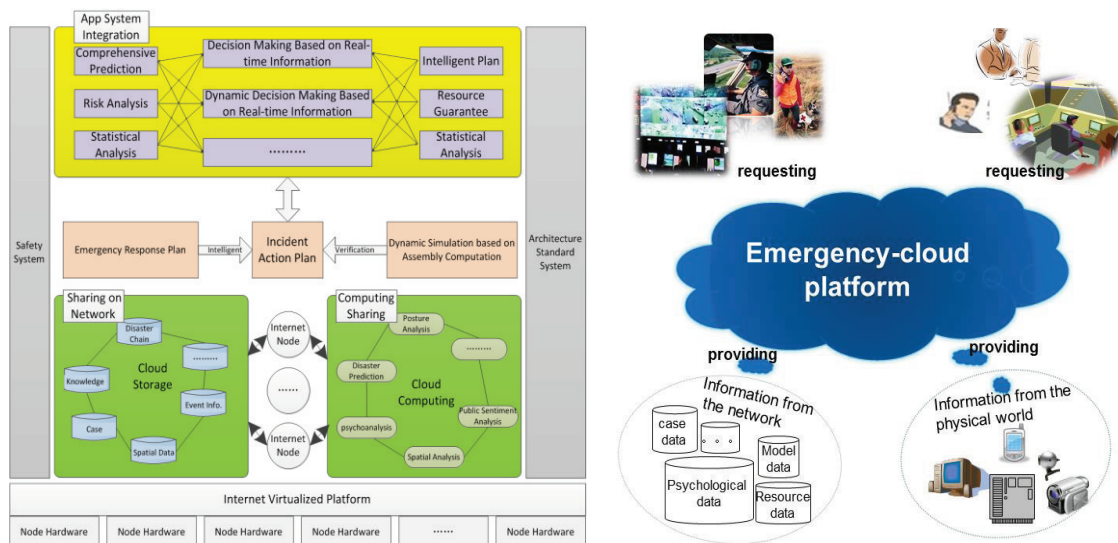 App System
Integration
Comprehensive
Prediction
Decision Making Based on Real-
time Information
Intelligent Plan
Risk Analysis
Dynamic Decision Making Based
on Real-time Information
Resource
Guarantee
Statistical
Analysis
………
Statistical
Analysis
Safety
System
Emergency Response Plan
Intelligent
Incident
Action Plan
Verification
Dynamic Simulation based on
Assembly Computation
Architecture
Standard
System
Sharing on
Network
Disaster
Chain
………
Knowledge
Cloud
Storage
Event Info.
Case
Spatial Data
Internet
Node
……
Internet
Node
Computing
Sharing
Posture
Analysis
………
Disaster
Prediction
Cloud
Computing
Public Sentiment
Analysis
psychoanalysis
Spatial Analysis
Internet Virtualized Platform
Node Hardware
Node Hardware
Node Hardware
Node Hardware
……
Node Hardware
requesting
requesting
Emergency-cloud
platform
providing
providing
Information from
the network
case
data
Model
data
Psychological
data
Resource
data
Information from the
physical world